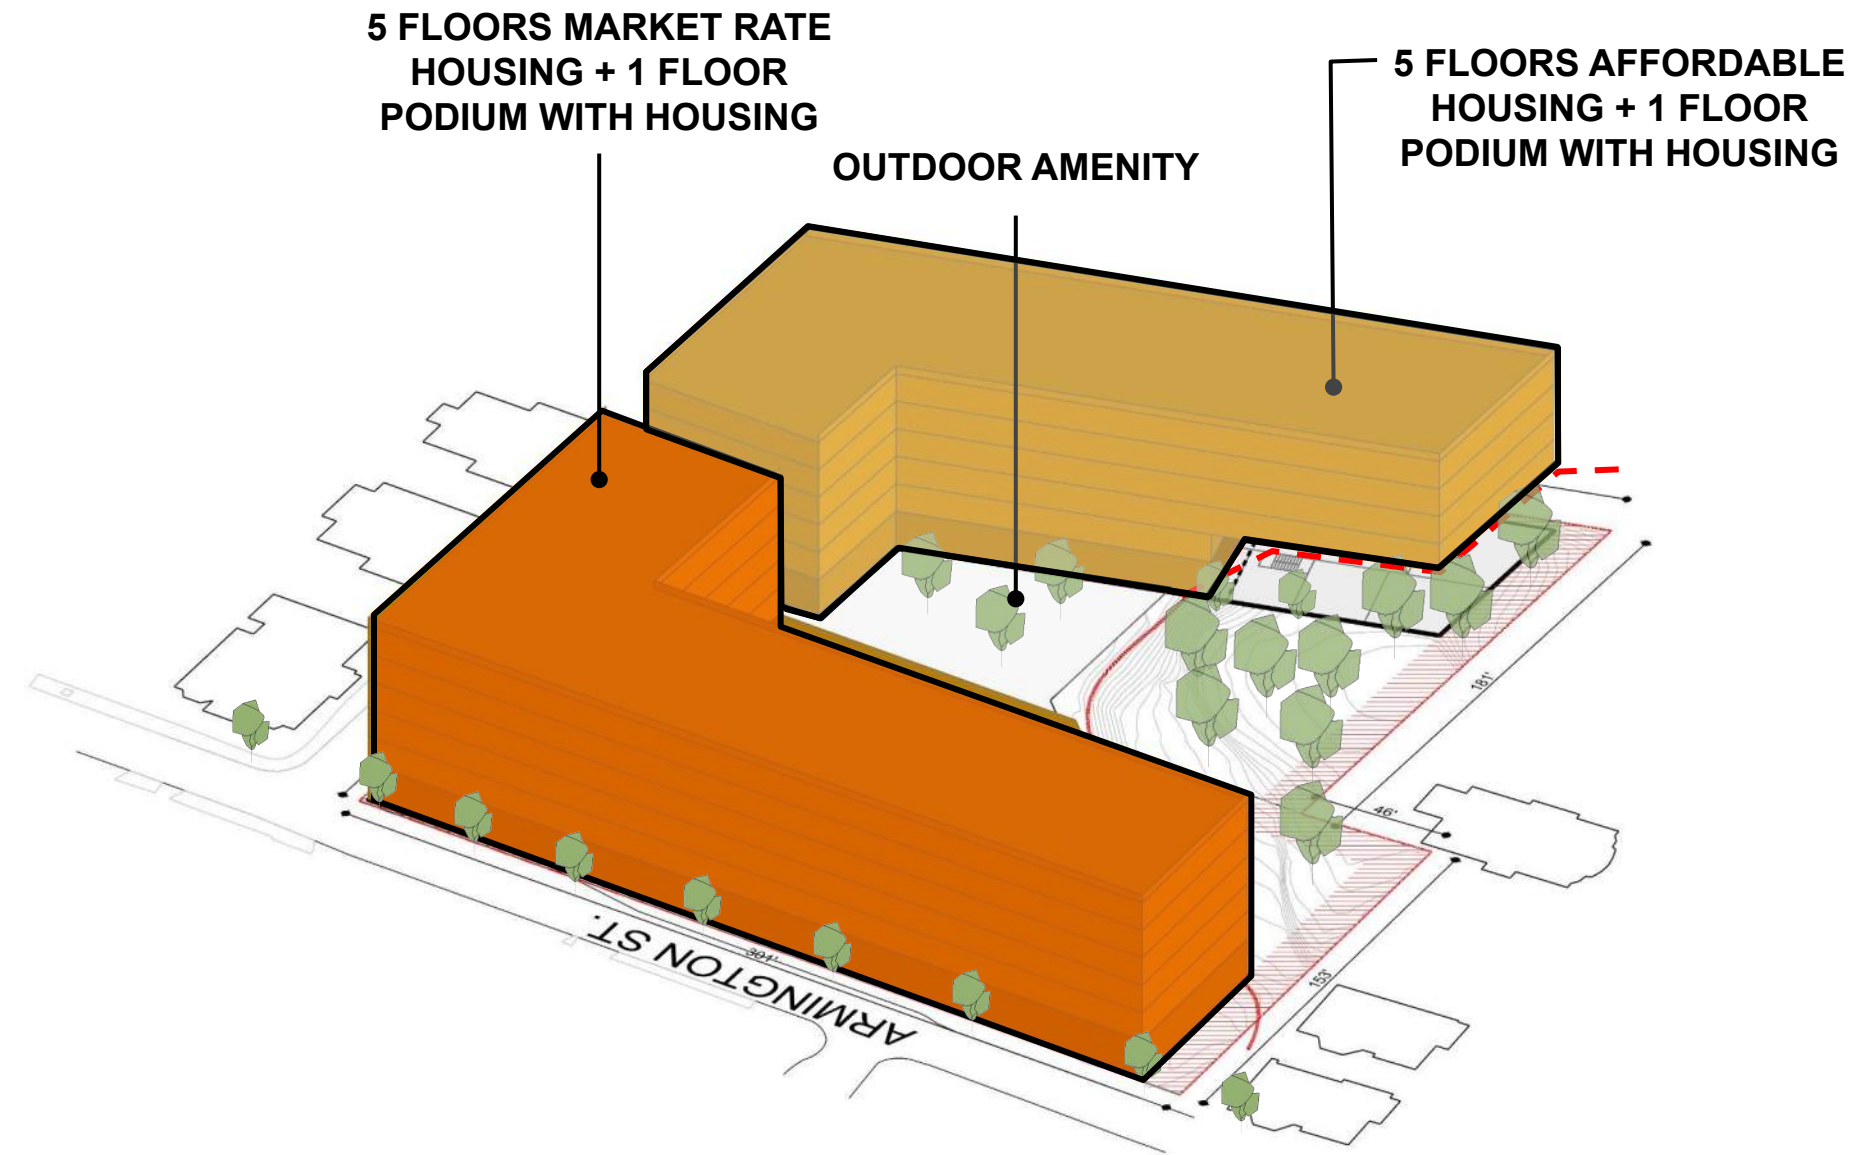 5 FLOORS MARKET RATE
HOUSING + 1 FLOOR
PODIUM WITH HOUSING
5 FLOORS AFFORDABLE
HOUSING + 1 FLOOR
PODIUM WITH HOUSING
OUTDOOR AMENITY
181'
46'
153'
301'
ARMINGTON ST.